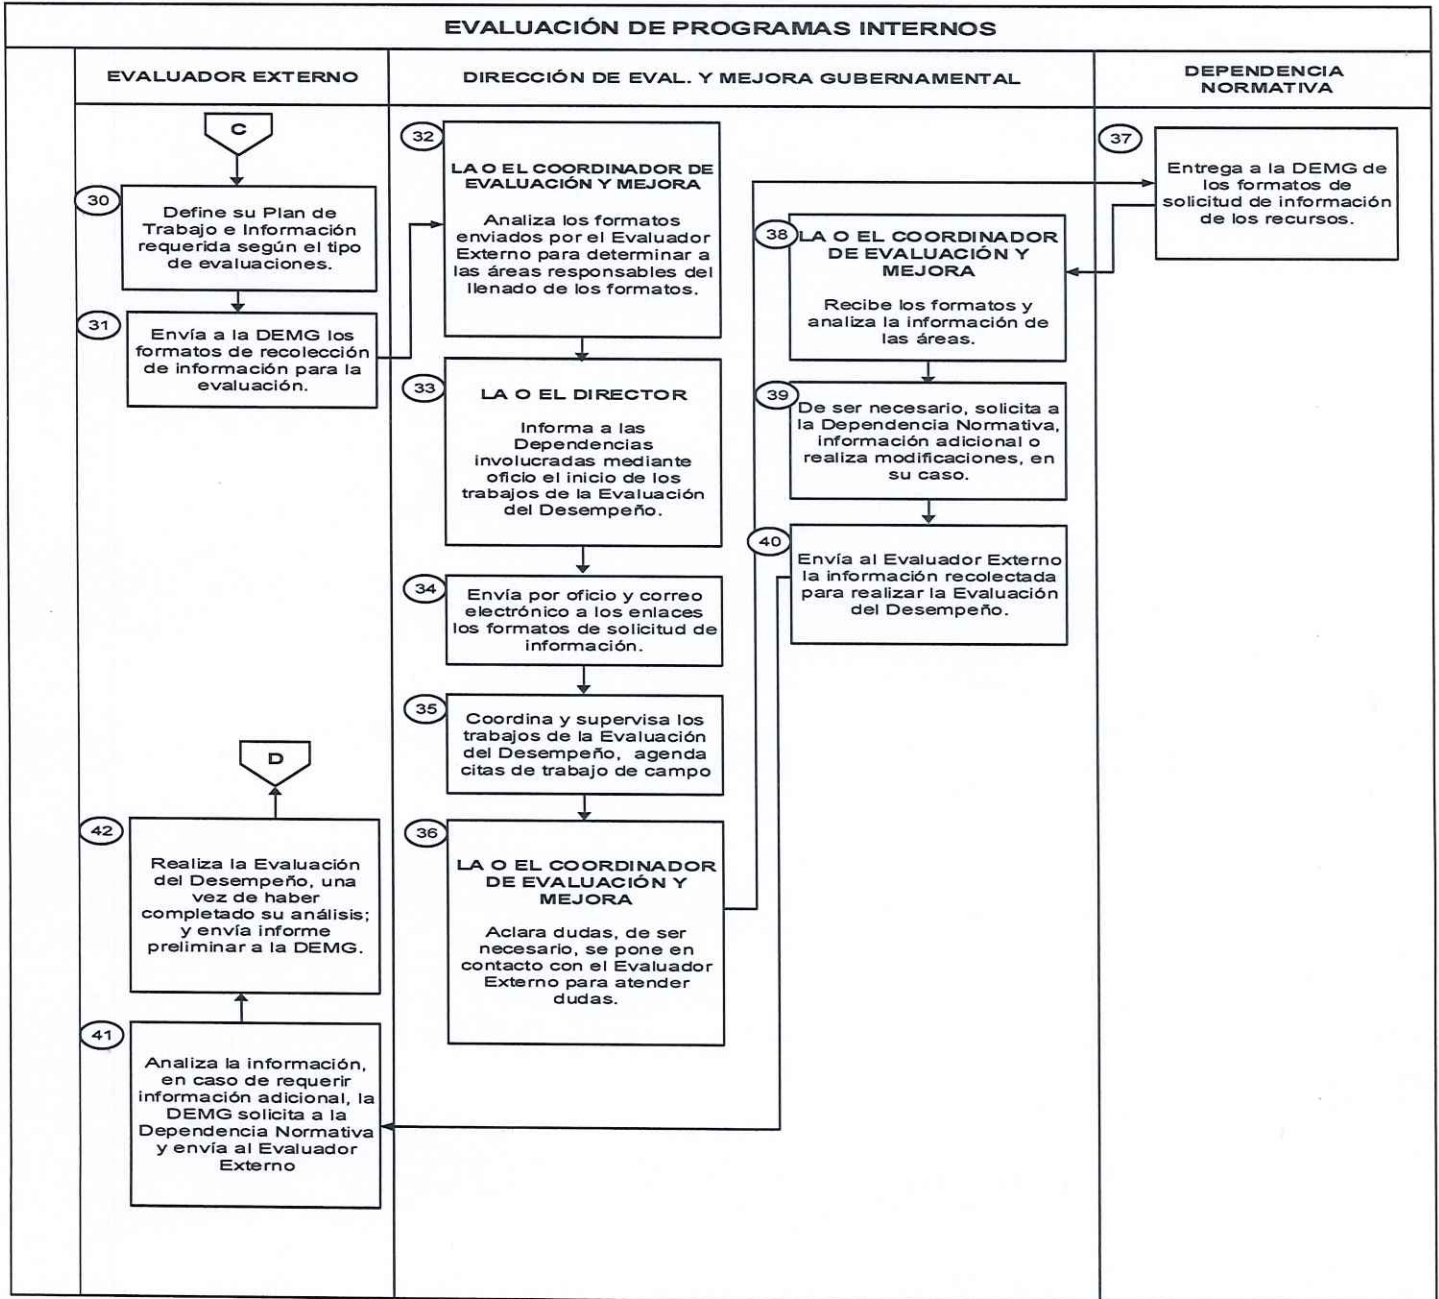 EVALUACIÓN DE PROGRAMAS INTERNOS
EVALUADOR EXTERNO
DIRECCIÓN DE EVAL. Y MEJORA GUBERNAMENTAL
DEPENDENCIA
NORMATIVA
C
30
Define su Plan de
Trabajo e Información
requerida según el tipo
de evaluaciones.
31
Envía a la DEMG los
formatos de recolección
de información para la
evaluación.
32
LA O EL COORDINADOR DE
EVALUACIÓN Y MEJORA
Analiza los formatos
enviados por el Evaluador
Externo para determinar a
las áreas responsables del
llenado de los formatos.
33
LA O EL DIRECTOR
Informa a las
Dependencias
involucradas mediante
oficio el inicio de los
trabajos de la Evaluación
del Desempeño.
34
Envía por oficio y correo
electrónico a los enlaces
los formatos de solicitud de
información.
35
Coordina y supervisa los
trabajos de la Evaluación
del Desempeño, agenda
citas de trabajo de campo
36
LA O EL COORDINADOR
DE EVALUACIÓN Y
MEJORA
Aclara dudas, de ser
necesario, se pone en
contacto con el Evaluador
Externo para atender
dudas.
37
Entrega a la DEMG de
los formatos de
solicitud de información
de los recursos.
38
LA O EL COORDINADOR
DE EVALUACIÓN Y
MEJORA
Recibe los formatos y
analiza la información de
las áreas.
39
De ser necesario, solicita a
la Dependencia Normativa,
información adicional o
realiza modificaciones, en
su caso.
40
Envía al Evaluador Externo
la información recolectada
para realizar la Evaluación
del Desempeño.
41
Analiza la información,
en caso de requerir
información adicional, la
DEMG solicita a la
Dependencia Normativa
y envía al Evaluador
Externo
42
Realiza la Evaluación
del Desempeño, una
vez de haber
completado su análisis;
y envía informe
preliminar a la DEMG.
D